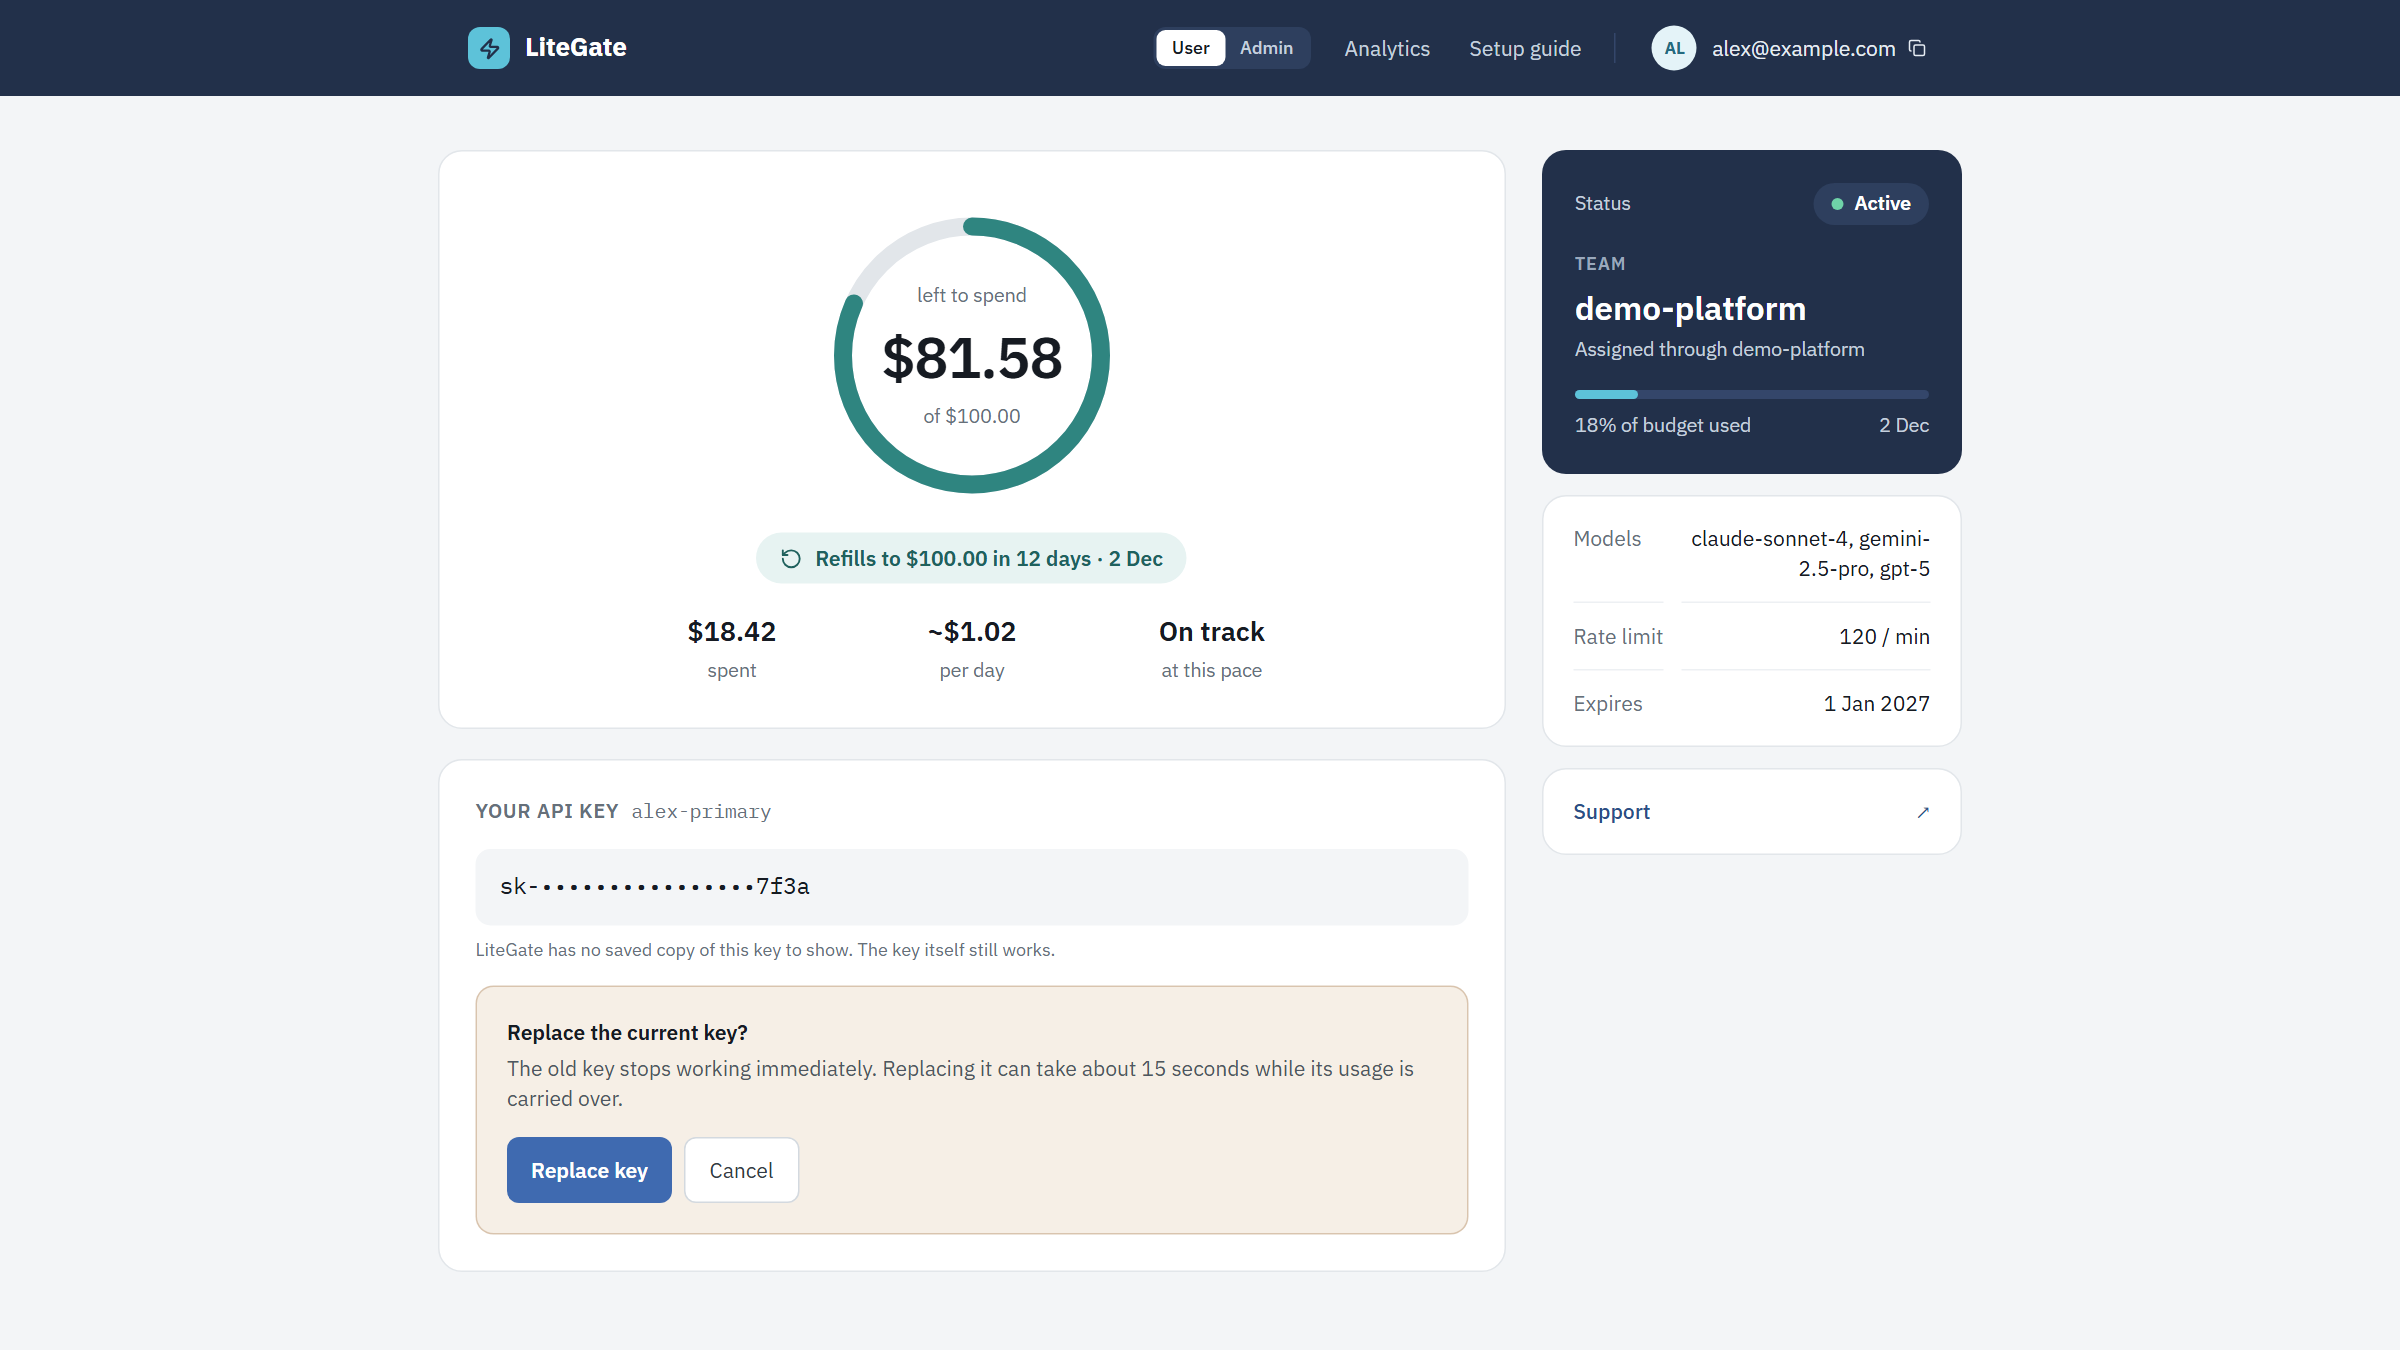 LiteGate
User
Admin
Analytics
Setup guide
AL
alex@example.com
left to spend
$81.58
of $100.00
Refills to $100.00 in 12 days · 2 Dec
$18.42
spent
~$1.02
per day
On track
at this pace
YOUR API KEY alex-primary
sk-••••••••••••••••7f3a
LiteGate has no saved copy of this key to show. The key itself still works.
Replace the current key?
The old key stops working immediately. Replacing it can take about 15 seconds while its usage is
carried over.
Replace key
Cancel
Status
Active
TEAM
demo-platform
Assigned through demo-platform
18% of budget used
2 Dec
Models
claude-sonnet-4, gemini-
2.5-pro, gpt-5
Rate limit
120 / min
Expires
1 Jan 2027
Support ↗